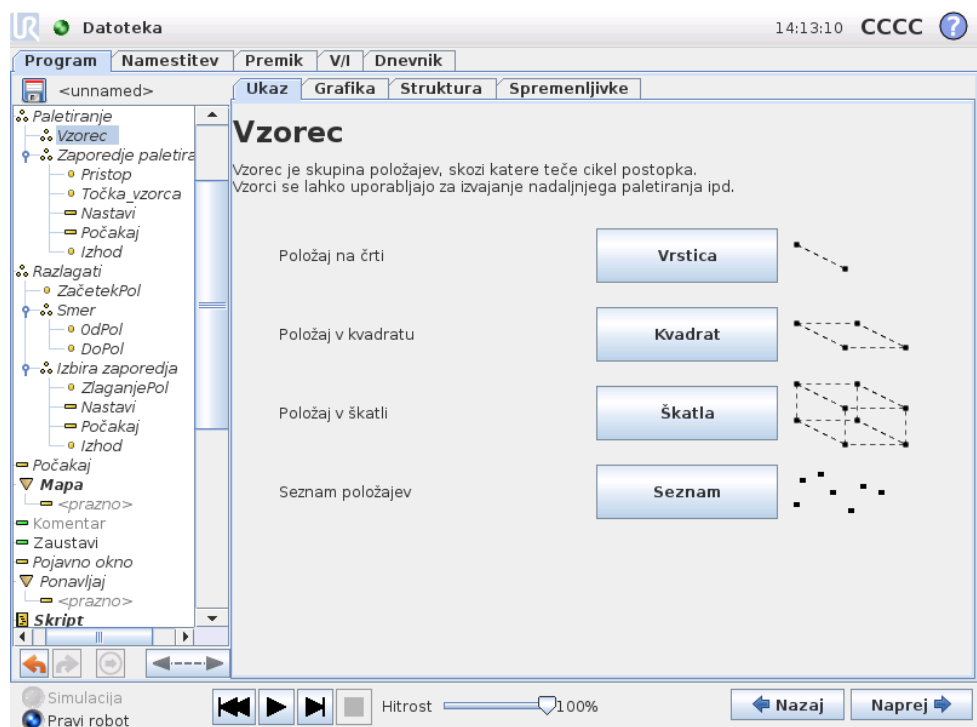 UR Datoteka 14:13:10 CCCC ?
Program Namestitev Premik V/I Dnevnik
<unnamed>
Ukaz Grafika Struktura Spremenljivke
Paletiranje
Vzorec
Zaporedje paletira
Pristop
Točka_vzorca
Nastavi
Počakaj
Izhod
Razlagati
ZačetekPol
Smer
OdPol
DoPol
Izbira zaporedja
ZlaganjePol
Nastavi
Počakaj
Izhod
Počakaj
Mapa
<prazno>
Komentar
Zaustavi
Pojavno okno
Ponavljaj
<prazno>
Skript
Vzorec
Vzorec je skupina položajev, skozi katere teče cikel postopka.
Vzorci se lahko uporabljajo za izvajanje nadaljnjega paletiranja ipd.
Položaj na črti Vrstica
Položaj v kvadratu Kvadrat
Položaj v škatli Škatla
Seznam položajev Seznam
Simulacija
Pravi robot
Hitrost 100%
Nazaj Naprej